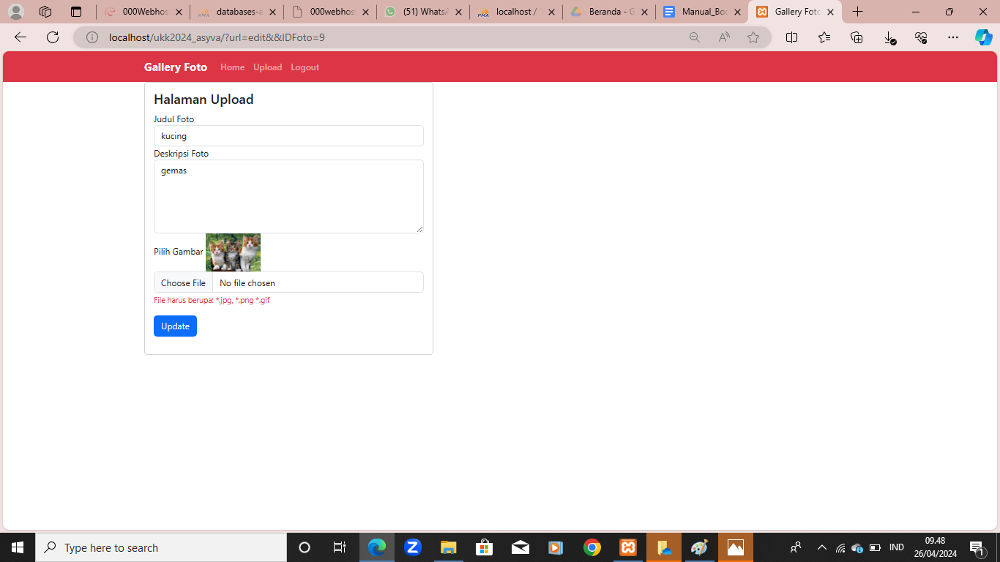 000Webhos
databases-a
000webhos
(51) WhatsA
localhost /
Beranda - G
Manual_Boo
Gallery Foto
localhost/ukk2024_asyva/?url=edit&&IDFoto=9
Gallery Foto Home Upload Logout
Halaman Upload
Judul Foto
kucing
Deskripsi Foto
gemas
Pilih Gambar
Choose File No file chosen
File harus berupa: *.jpg, *.png *.gif
Update
Type here to search
IND
09.48
26/04/2024
1